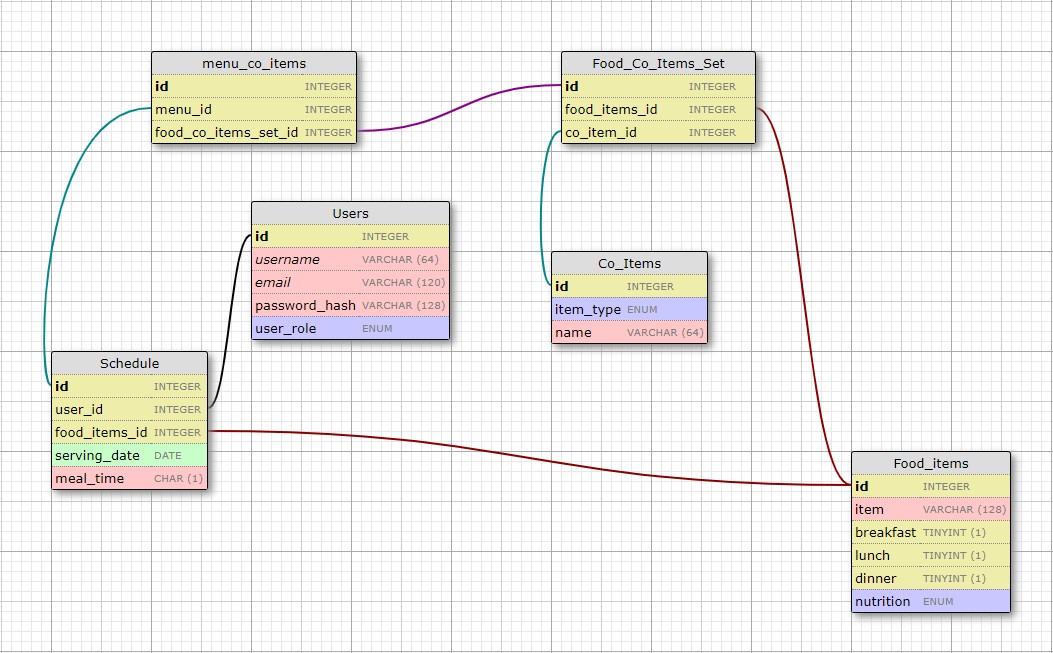 menu_co_items
id INTEGER
menu_id INTEGER
food_co_items_set_id INTEGER
Food_Co_Items_Set
id INTEGER
food_items_id INTEGER
co_item_id INTEGER
Users
id INTEGER
username VARCHAR (64)
email VARCHAR (120)
password_hash VARCHAR (128)
user_role ENUM
Co_Items
id INTEGER
item_type ENUM
name VARCHAR (64)
Schedule
id INTEGER
user_id INTEGER
food_items_id INTEGER
serving_date DATE
meal_time CHAR (1)
Food_items
id INTEGER
item VARCHAR (128)
breakfast TINYINT (1)
lunch TINYINT (1)
dinner TINYINT (1)
nutrition ENUM